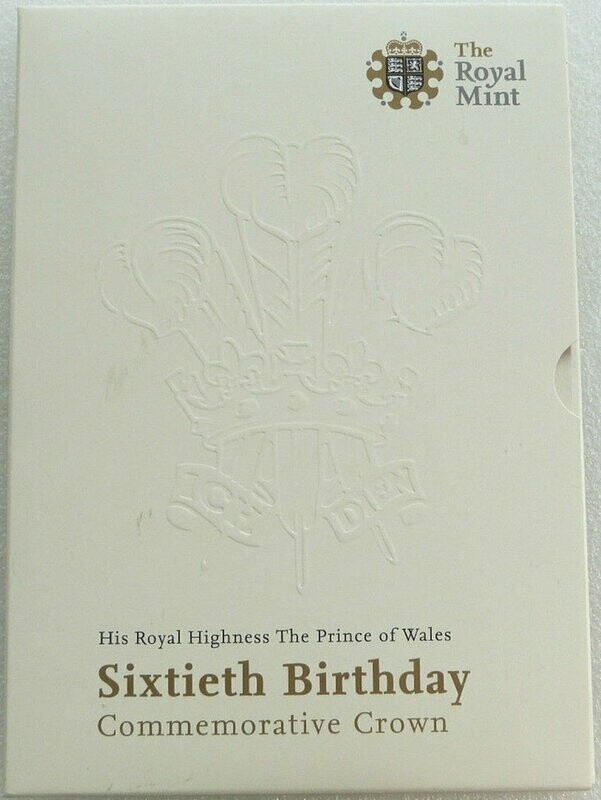 The
Royal
Mint
ICH DIEN
His Royal Highness The Prince of Wales
Sixtieth Birthday
Commemorative Crown